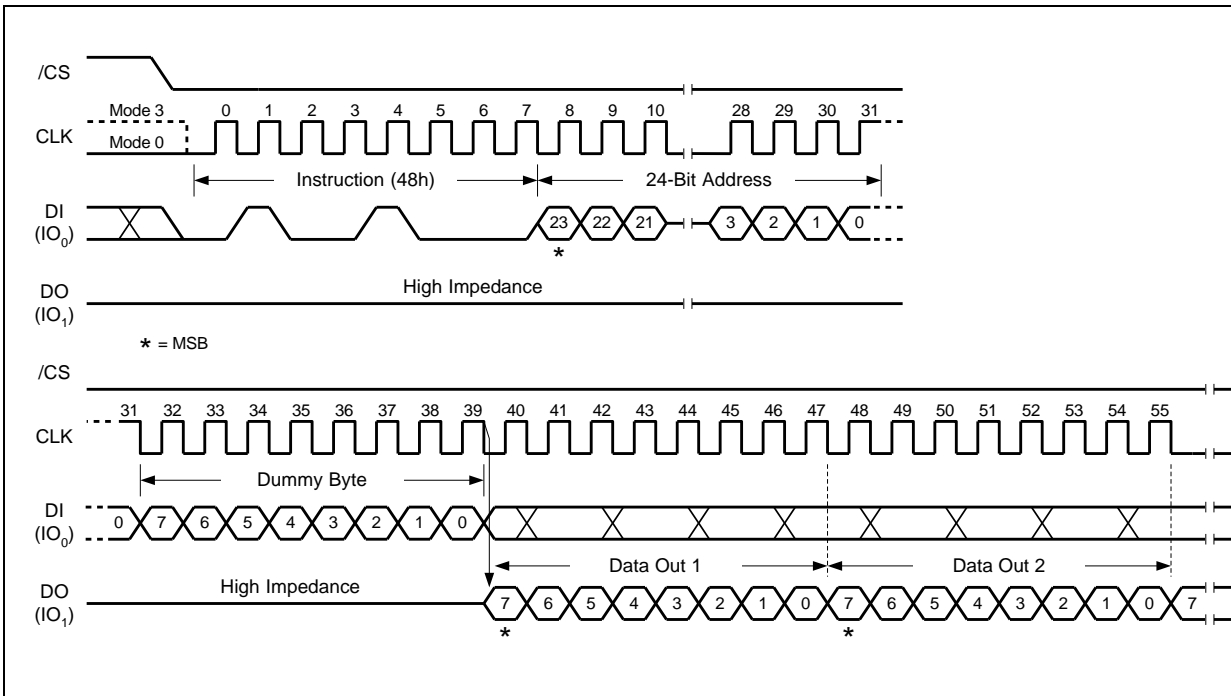 /CS
Mode 3 0 1 2 3 4 5 6 7 8 9 10 28 29 30 31
CLK
Mode 0
Instruction (48h) 24-Bit Address
DI
(IO0) 23 22 21 3 2 1 0
*
DO High Impedance
(IO1)
* = MSB
/CS
31 32 33 34 35 36 37 38 39 40 41 42 43 44 45 46 47 48 49 50 51 52 53 54 55
CLK
Dummy Byte
DI
(IO0) 0 7 6 5 4 3 2 1 0
Data Out 1 Data Out 2
DO High Impedance
(IO1) 7 6 5 4 3 2 1 0 7 6 5 4 3 2 1 0 7
* *